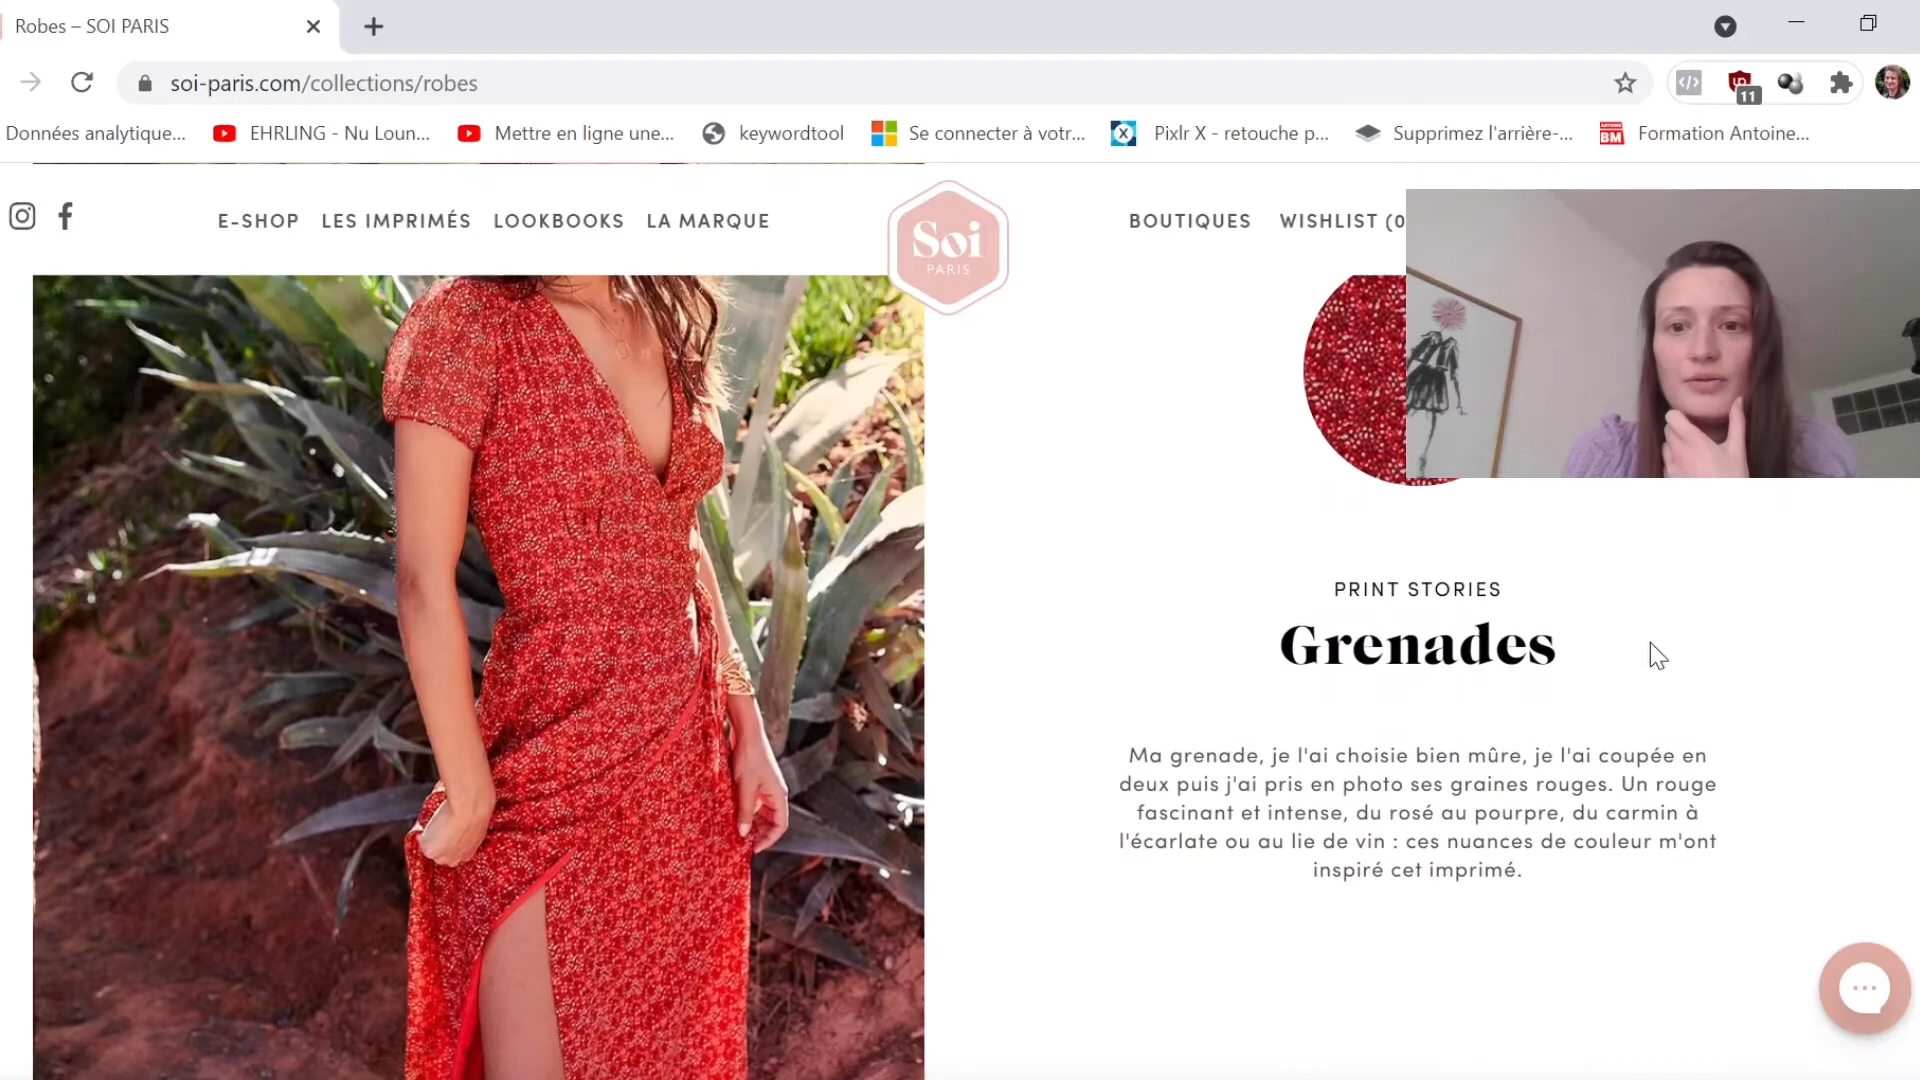 Robes – SOI PARIS
soi-paris.com/collections/robes
11
Données analytique...
EHRLING - Nu Loun...
Mettre en ligne une...
keywordtool
Se connecter à votr...
Pixlr X - retouche p...
Supprimez l'arrière-...
BM
Formation Antoine...
E-SHOP
LES IMPRIMÉS
LOOKBOOKS
LA MARQUE
Soi
PARIS
BOUTIQUES
WISHLIST (0
PRINT STORIES
Grenades
Ma grenade, je l'ai choisie bien mûre, je l'ai coupée en
deux puis j'ai pris en photo ses graines rouges. Un rouge
fascinant et intense, du rosé au pourpre, du carmin à
l'écarlate ou au lie de vin : ces nuances de couleur m'ont
inspiré cet imprimé.